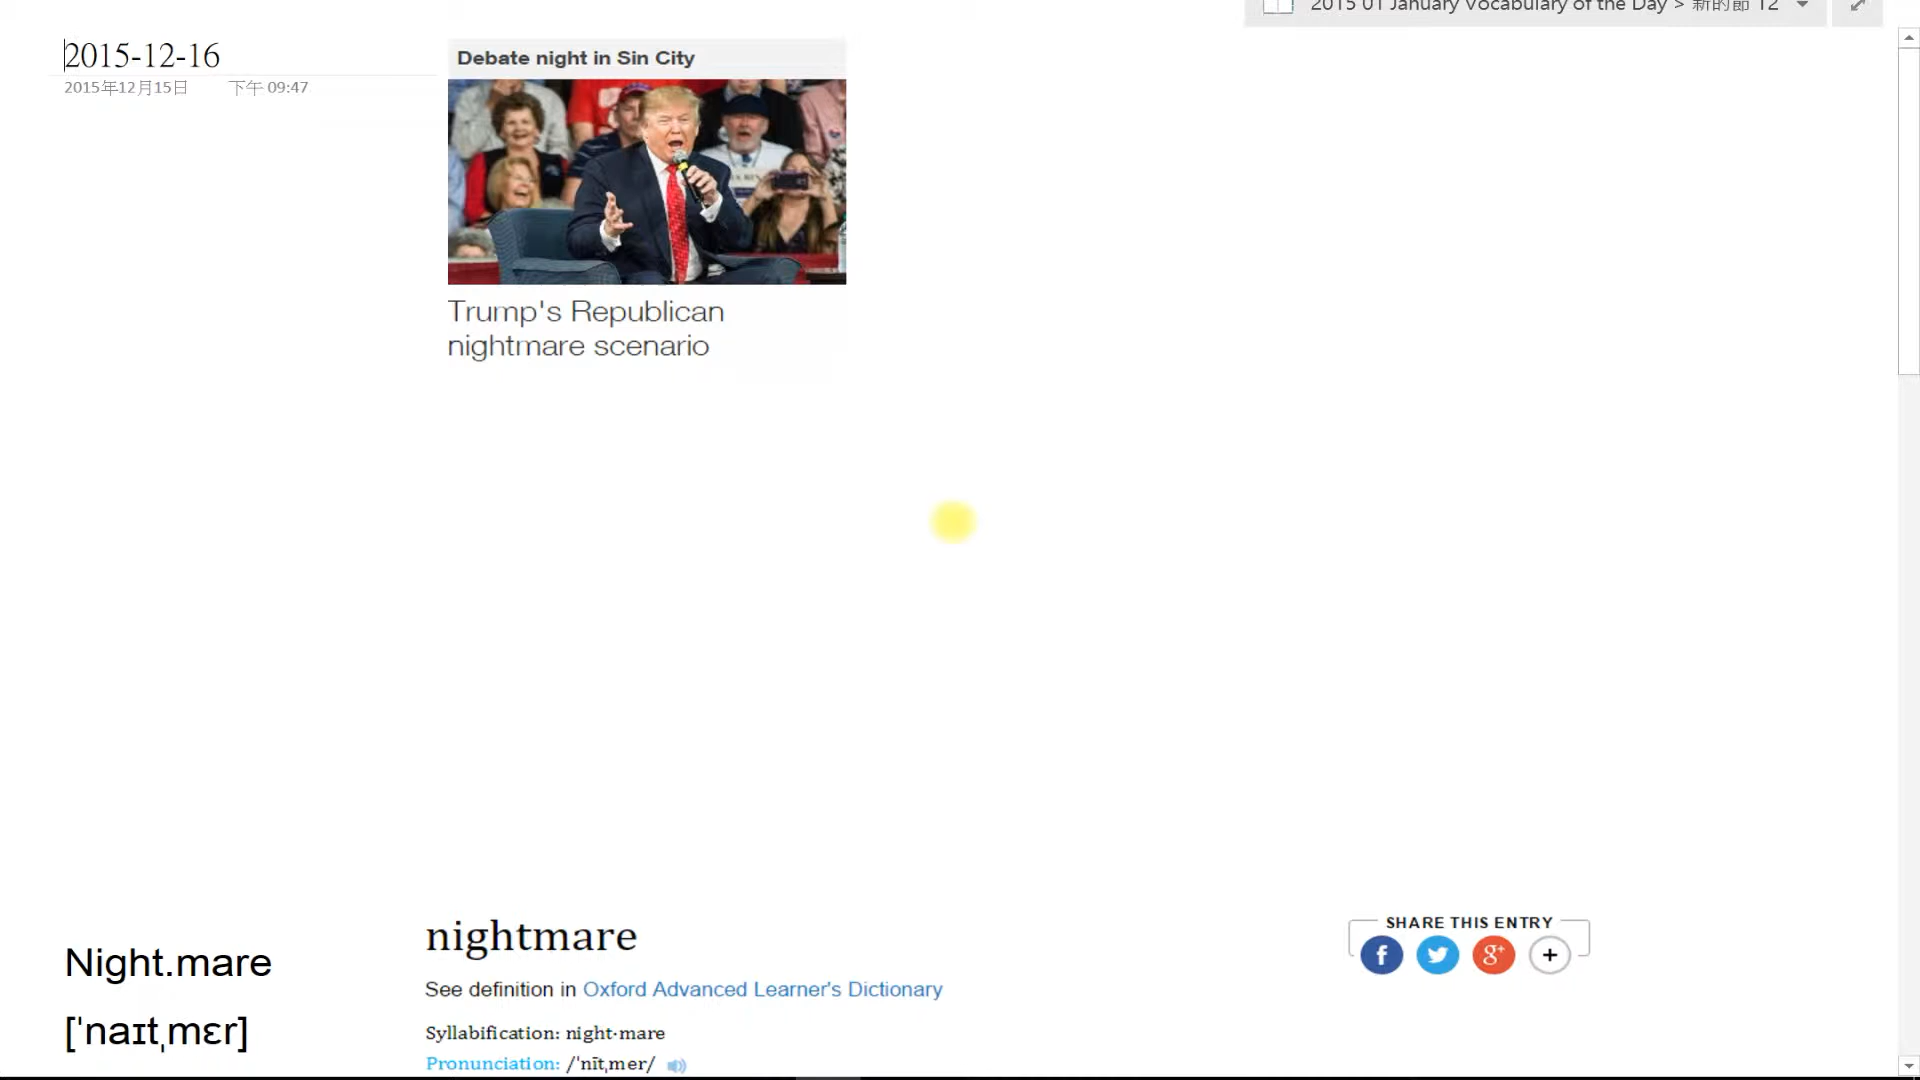 2015 01 January Vocabulary of the Day > 新的節 12
2015-12-16
2015年12月15日 下午 09:47
Debate night in Sin City
Trump's Republican
nightmare scenario
Night.mare
[ˈnaɪtˌmɛr]
nightmare
See definition in Oxford Advanced Learner's Dictionary
Syllabification: night·mare
Pronunciation: /ˈnītˌmer/
SHARE THIS ENTRY